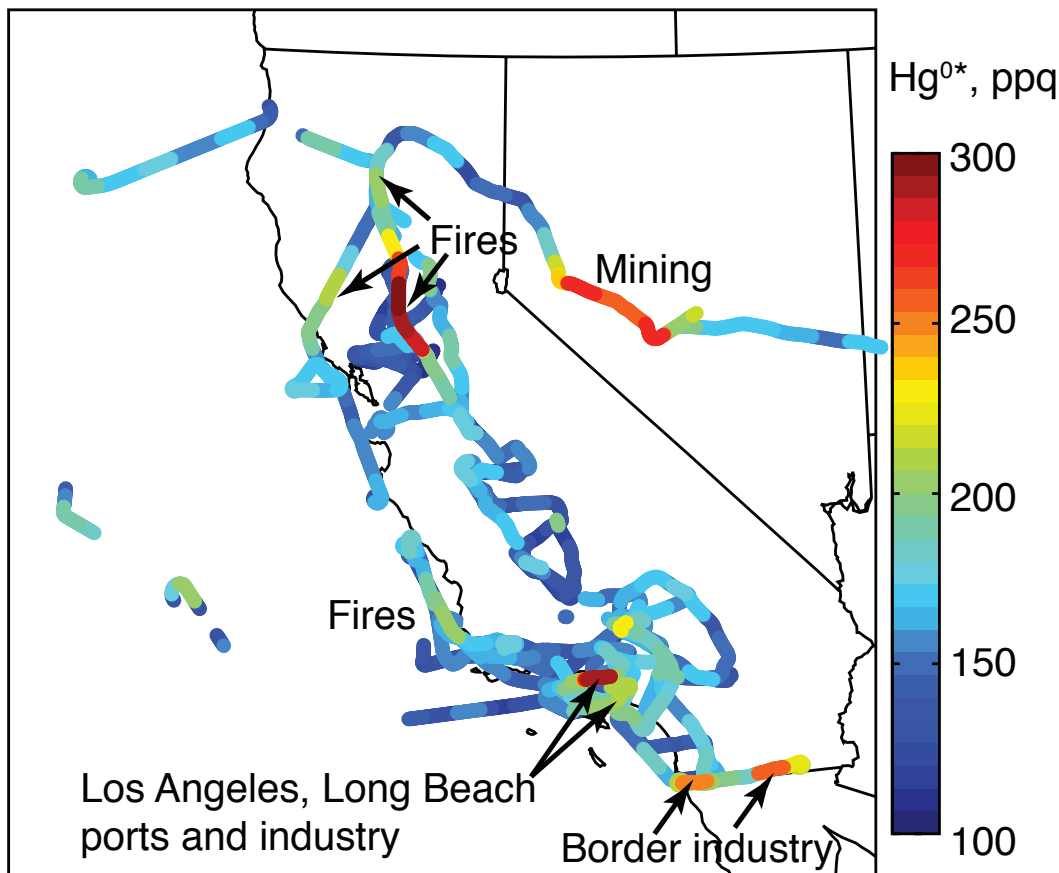 Hg⁰*, ppq
300
Fires
Mining
250
200
Fires
150
Los Angeles, Long Beach
ports and industry
Border industry
100